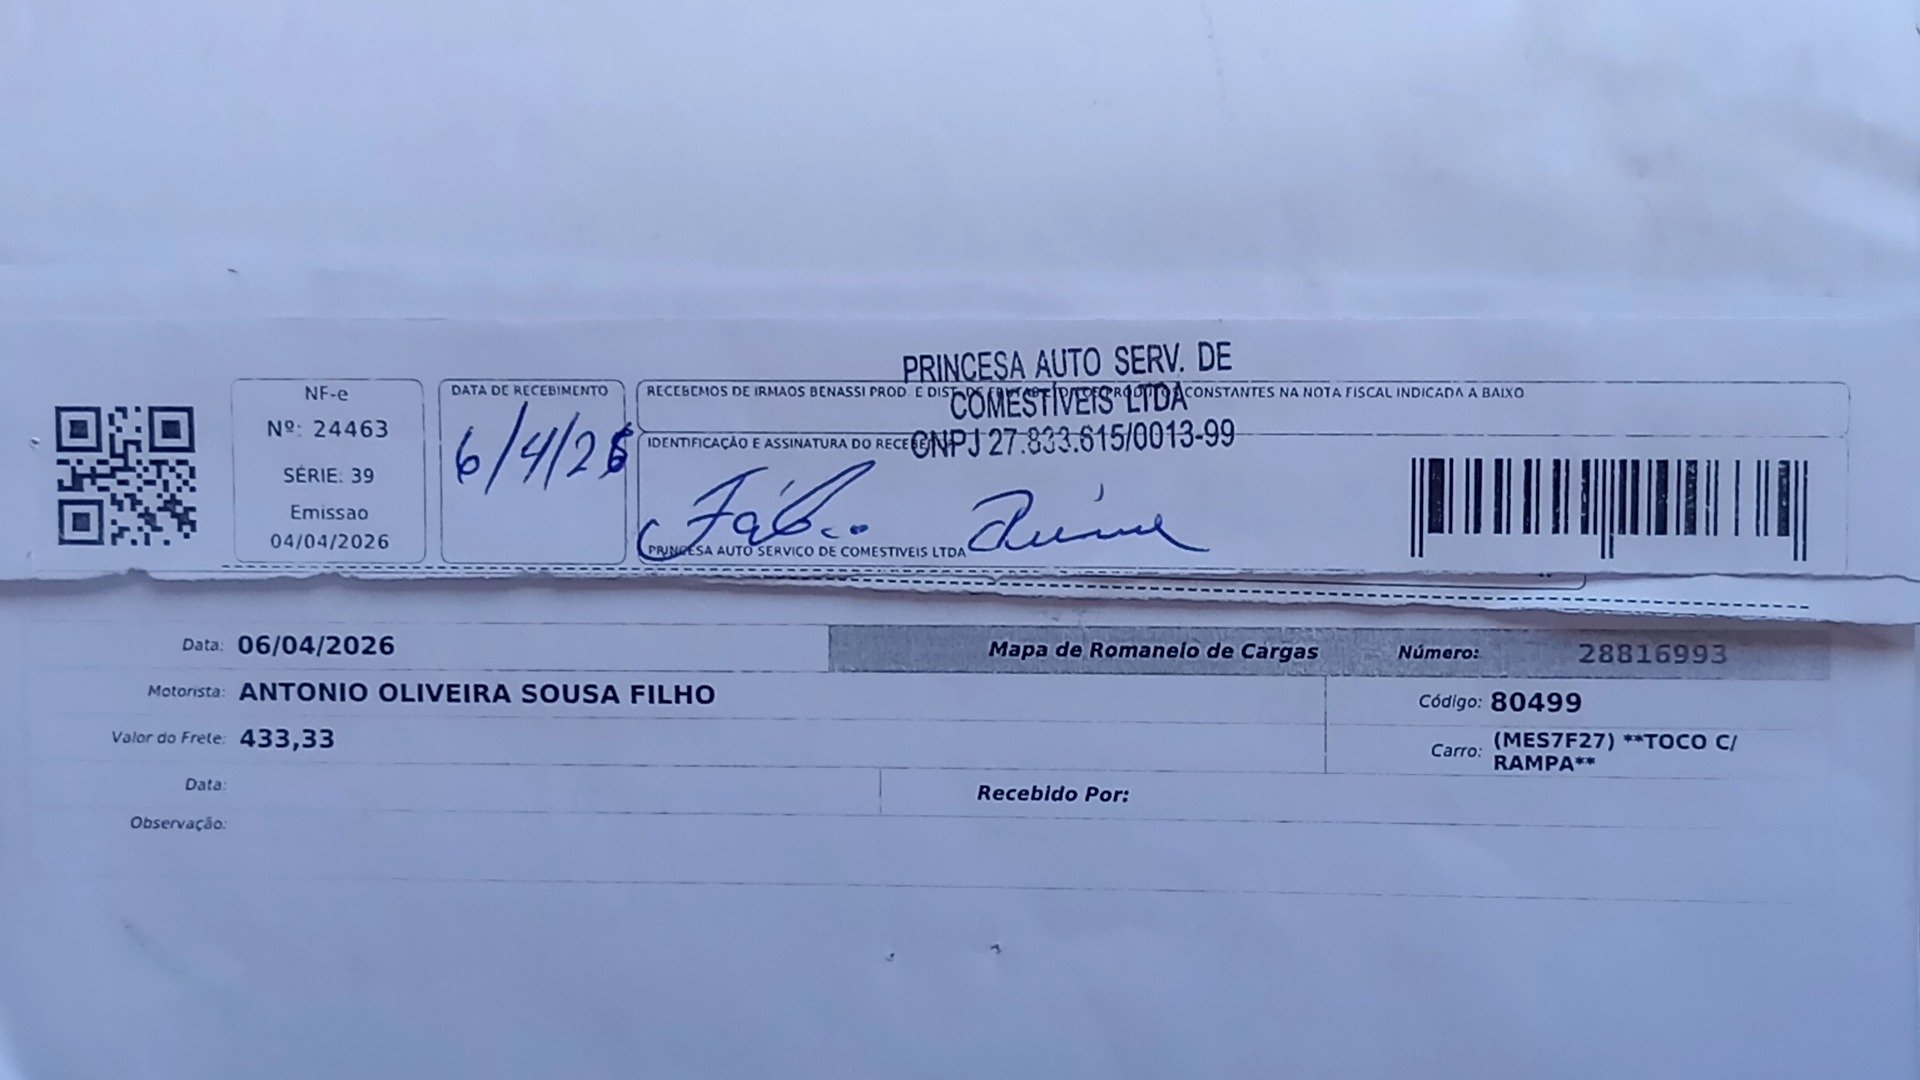 PRINCESA AUTO SERV. DE
COMESTÍVEIS LTDA
CNPJ 27.833.615/0013-99
NF-e
Nº: 24463
SÉRIE: 39
Emissao
04/04/2026
DATA DE RECEBIMENTO
6/4/26
RECEBEMOS DE IRMAOS BENASSI PROD. E DIST. CONSTANTES NA NOTA FISCAL INDICADA A BAIXO
IDENTIFICAÇÃO E ASSINATURA DO
Fábio
PRINCESA AUTO SERVICO DE COMESTIVEIS LTDA
Data: 06/04/2026
Mapa de Romaneio de Cargas
Número: 28816993
Motorista: ANTONIO OLIVEIRA SOUSA FILHO
Código: 80499
Valor do Frete: 433,33
Carro: (MES7F27) **TOCO C/
RAMPA**
Data:
Recebido Por:
Observação: